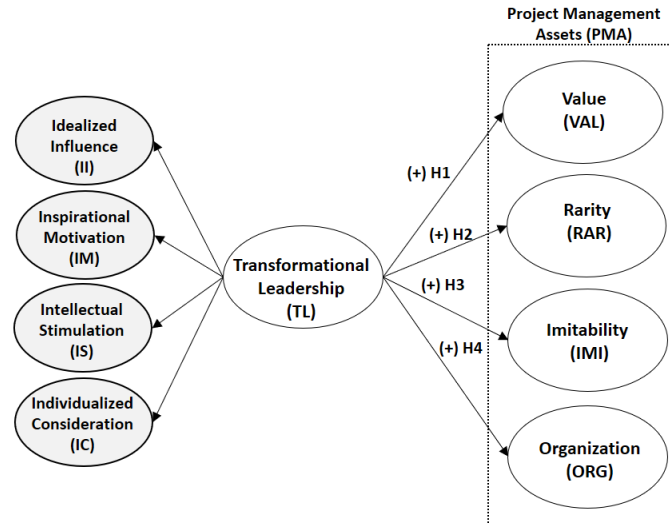 Project Management
Assets (PMA)
Idealized
Influence
(II)
Inspirational
Motivation
(IM)
Intellectual
Stimulation
(IS)
Individualized
Consideration
(IC)
Transformational
Leadership
(TL)
(+) H1
(+) H2
(+) H3
(+) H4
Value
(VAL)
Rarity
(RAR)
Imitability
(IMI)
Organization
(ORG)